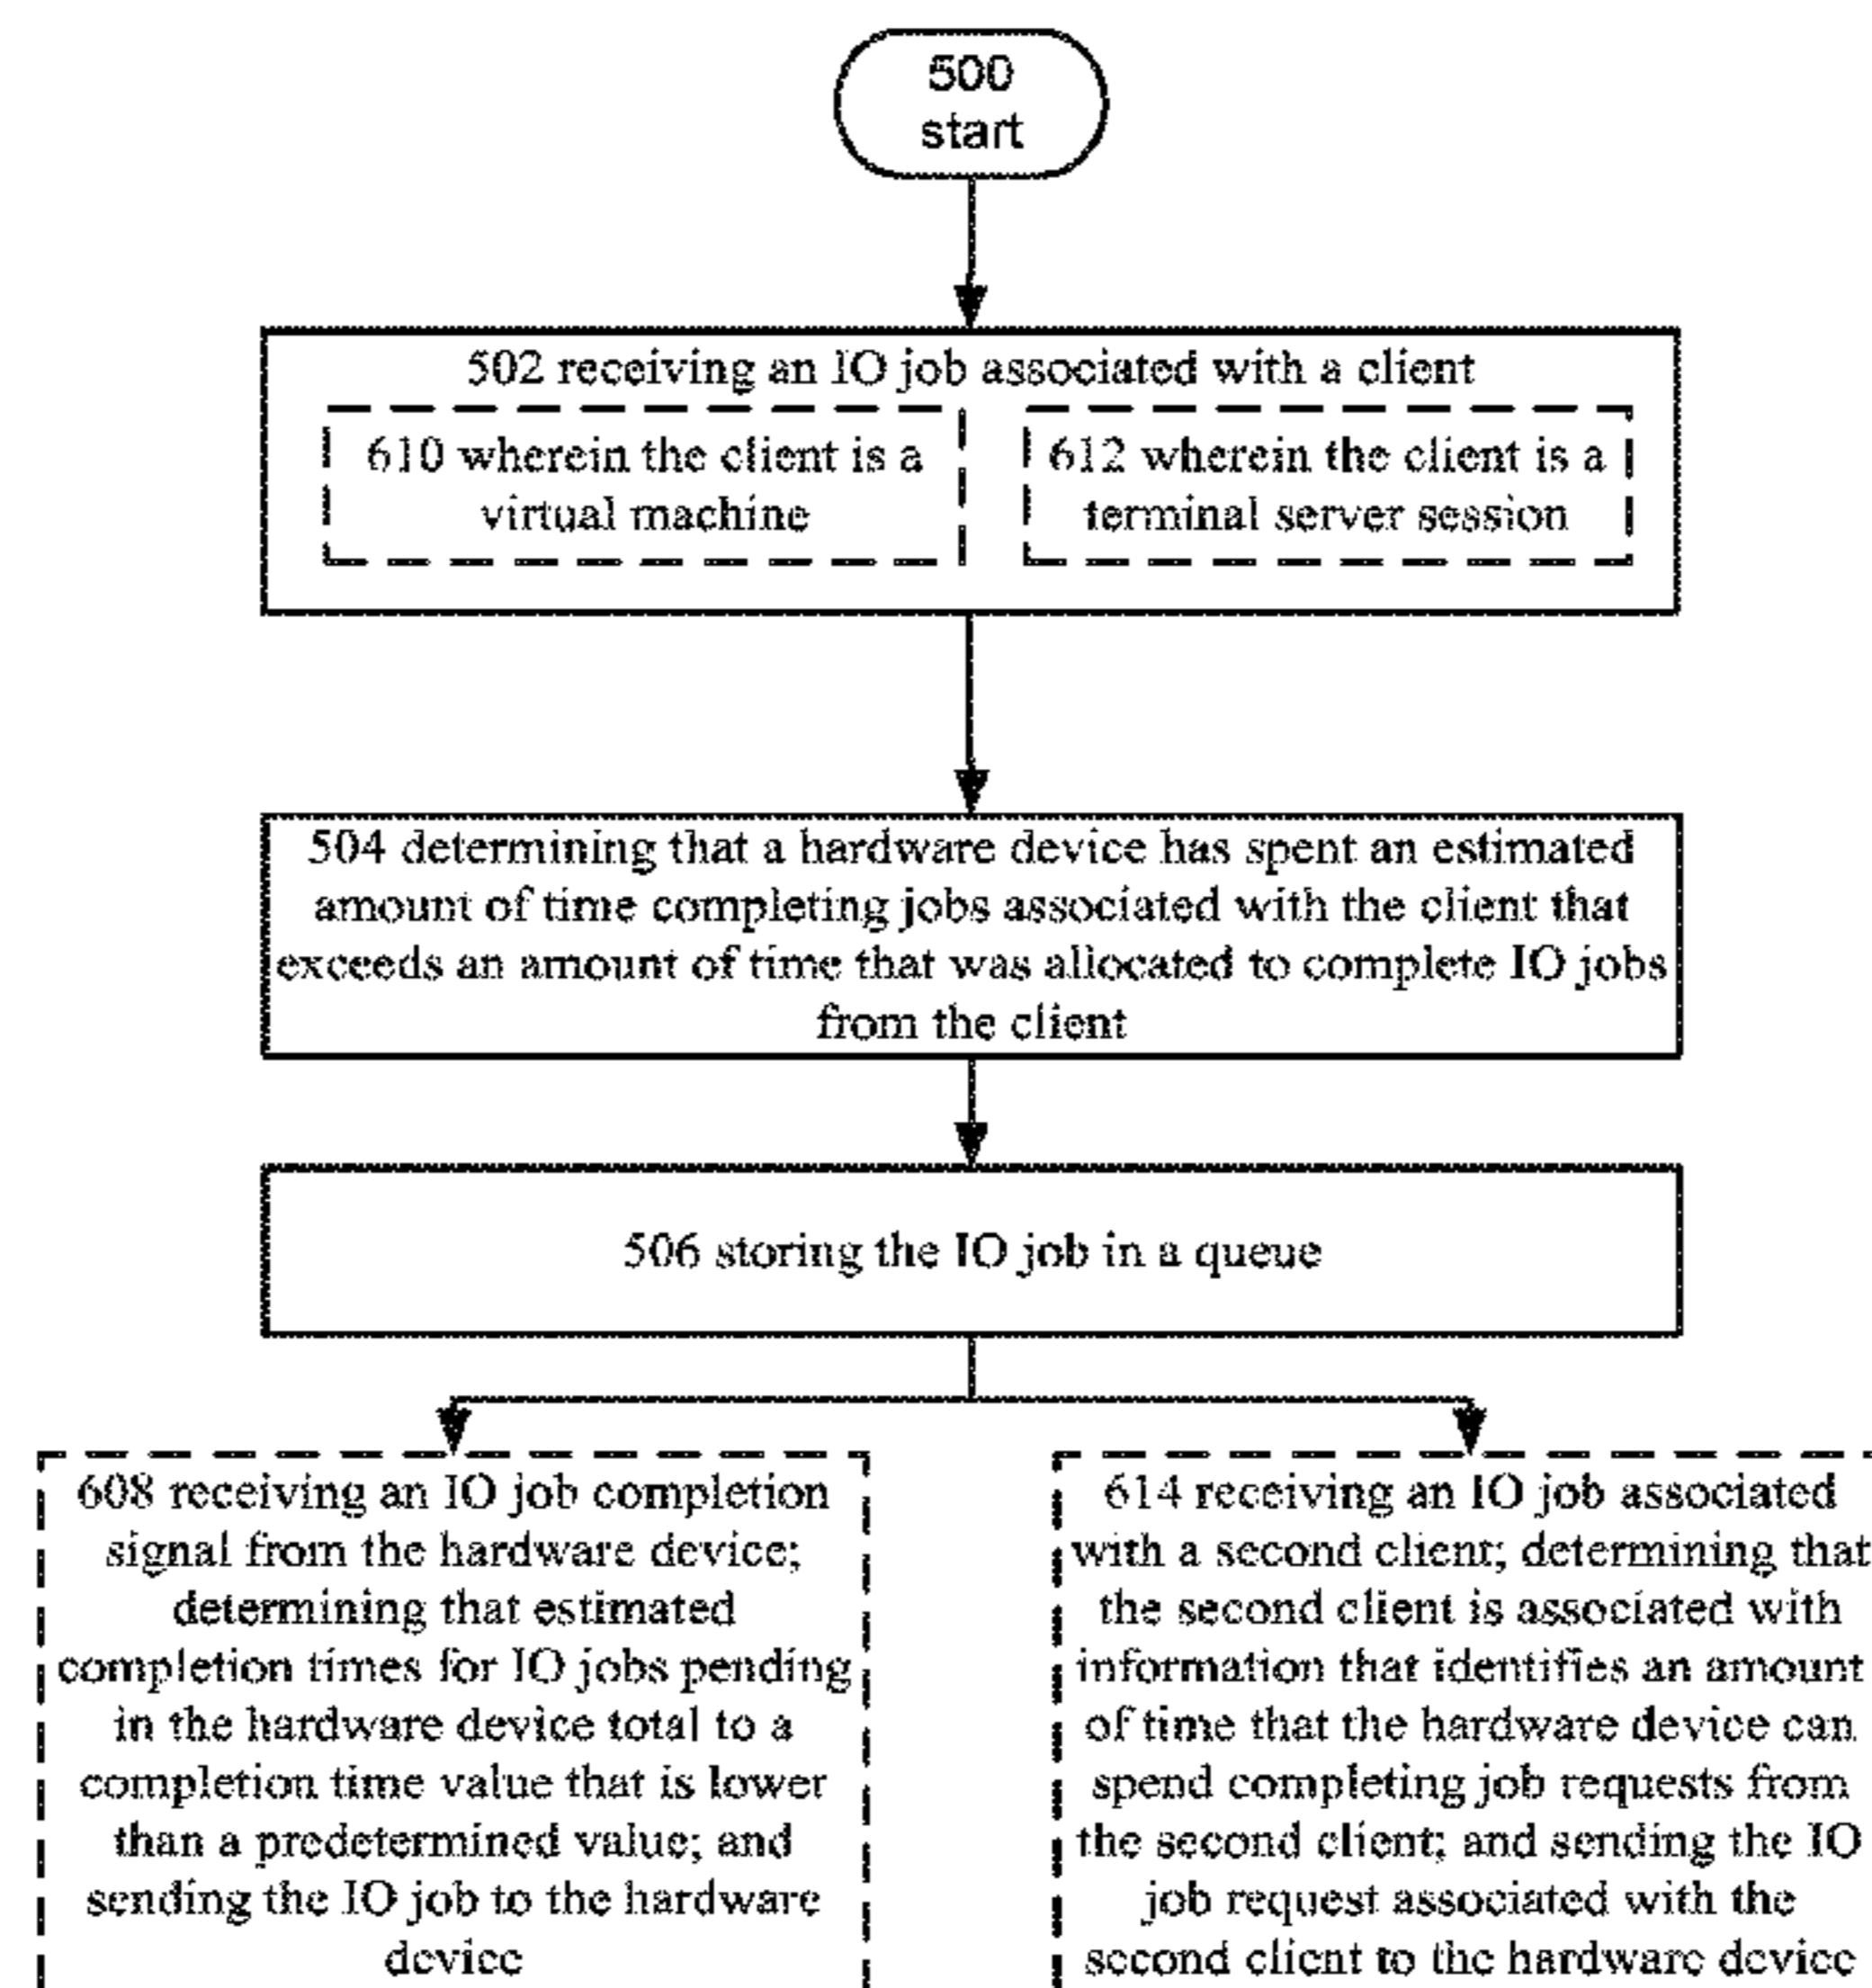 500
start
502 receiving an IO job associated with a client
610 wherein the client is a
virtual machine
612 wherein the client is a
terminal server session
504 determining that a hardware device has spent an estimated
amount of time completing jobs associated with the client that
exceeds an amount of time that was allocated to complete IO jobs
from the client
506 storing the IO job in a queue
608 receiving an IO job completion
signal from the hardware device;
determining that estimated
completion times for IO jobs pending
in the hardware device total to a
completion time value that is lower
than a predetermined value; and
sending the IO job to the hardware
device
614 receiving an IO job associated
with a second client; determining that
the second client is associated with
information that identifies an amount
of time that the hardware device can
spend completing job requests from
the second client; and sending the IO
job request associated with the
second client to the hardware device